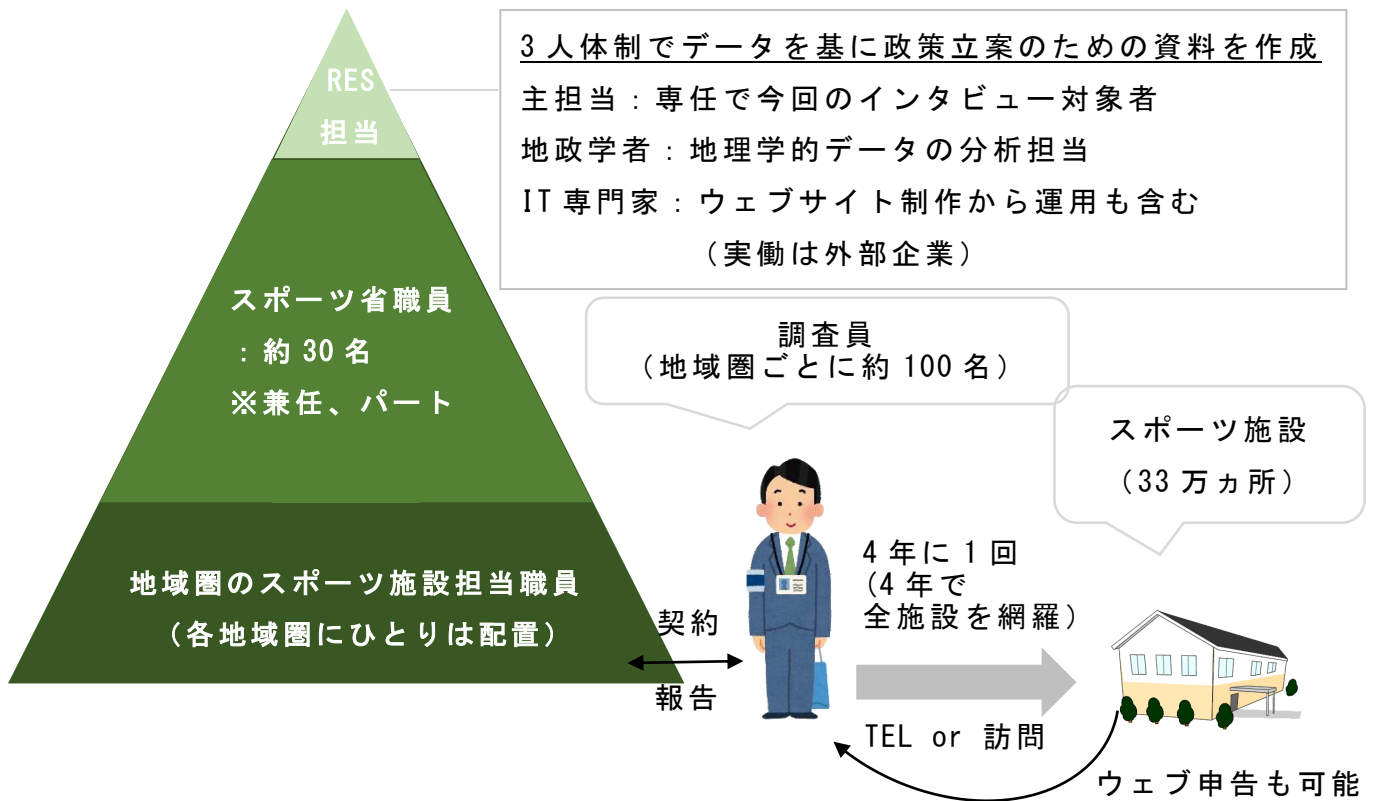 RES
担当
3人体制でデータを基に政策立案のための資料を作成
主担当：専任で今回のインタビュー対象者
地政学者：地理学的データの分析担当
IT専門家：ウェブサイト制作から運用も含む
（実働は外部企業）
スポーツ省職員
：約30名
※兼任、パート
調査員
（地域圏ごとに約100名）
スポーツ施設
（33万ヵ所）
地域圏のスポーツ施設担当職員
（各地域圏にひとりは配置）
契約
報告
4年に1回
(4年で
全施設を網羅）
TEL or 訪問
ウェブ申告も可能